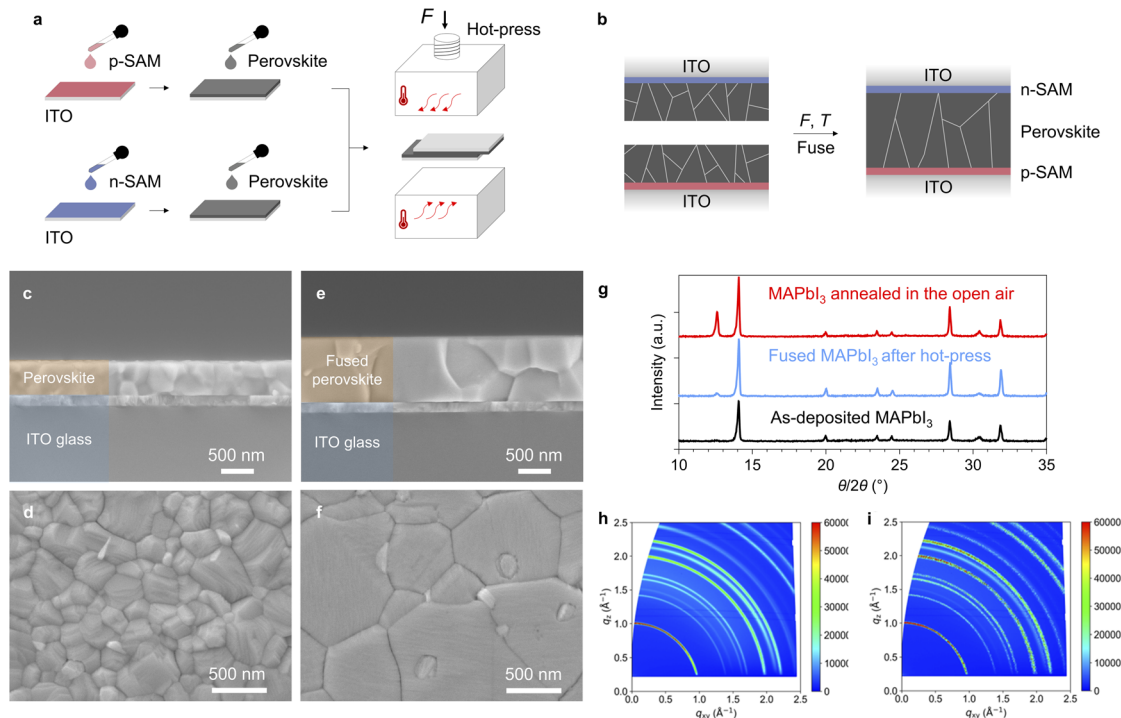 a
F
Hot-press
p-SAM
Perovskite
ITO
n-SAM
Perovskite
ITO
b
ITO
n-SAM
F, T
Fuse
Perovskite
p-SAM
ITO
ITO
c
Perovskite
ITO glass
500 nm
e
Fused
perovskite
ITO glass
500 nm
d
500 nm
f
500 nm
g
MAPbI₃ annealed in the open air
Fused MAPbI₃ after hot-press
As-deposited MAPbI₃
Intensity (a.u.)
10 15 20 25 30 35
θ/2θ (°)
h
2.5
2.0
1.5
1.0
0.5
0.0
qz (Å⁻¹)
0.0 0.5 1.0 1.5 2.0 2.5
qxy (Å⁻¹)
60000
50000
40000
30000
20000
10000
0
i
2.5
2.0
1.5
1.0
0.5
0.0
qz (Å⁻¹)
0.0 0.5 1.0 1.5 2.0 2.5
qxy (Å⁻¹)
60000
50000
40000
30000
20000
10000
0